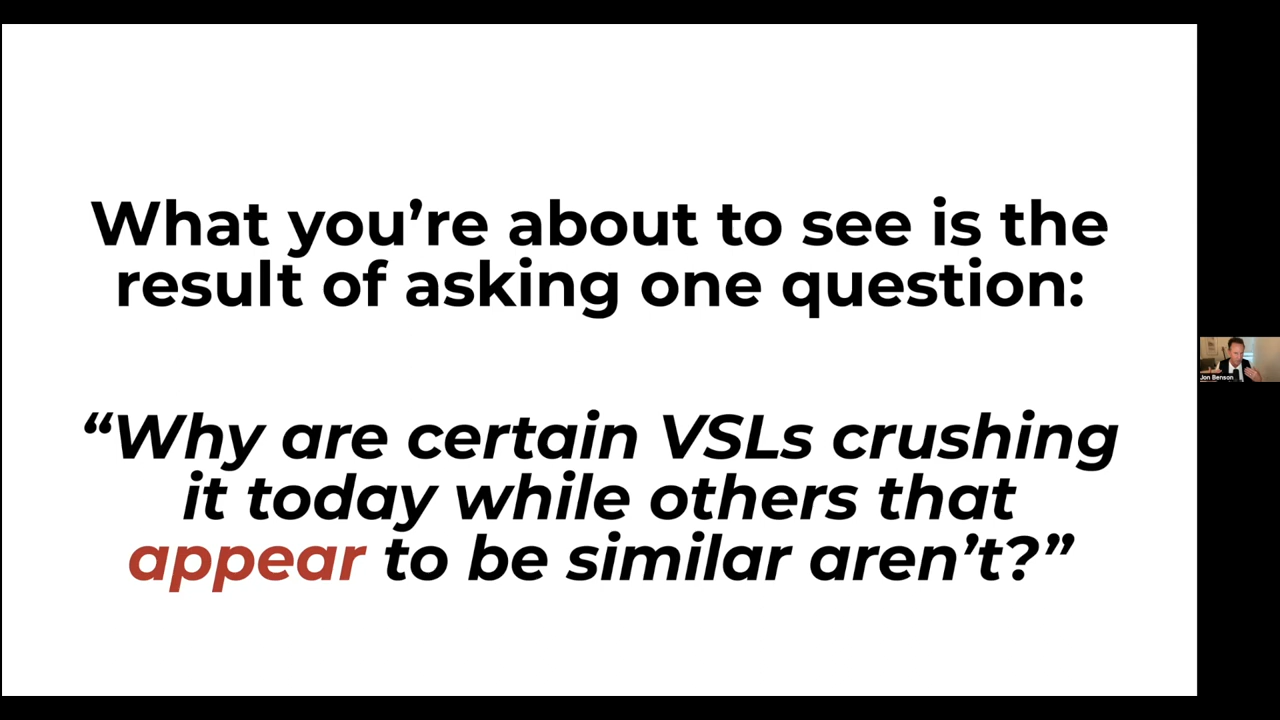 What you’re about to see is the
result of asking one question:
“Why are certain VSLs crushing
it today while others that
appear to be similar aren’t?”
Jon Benson